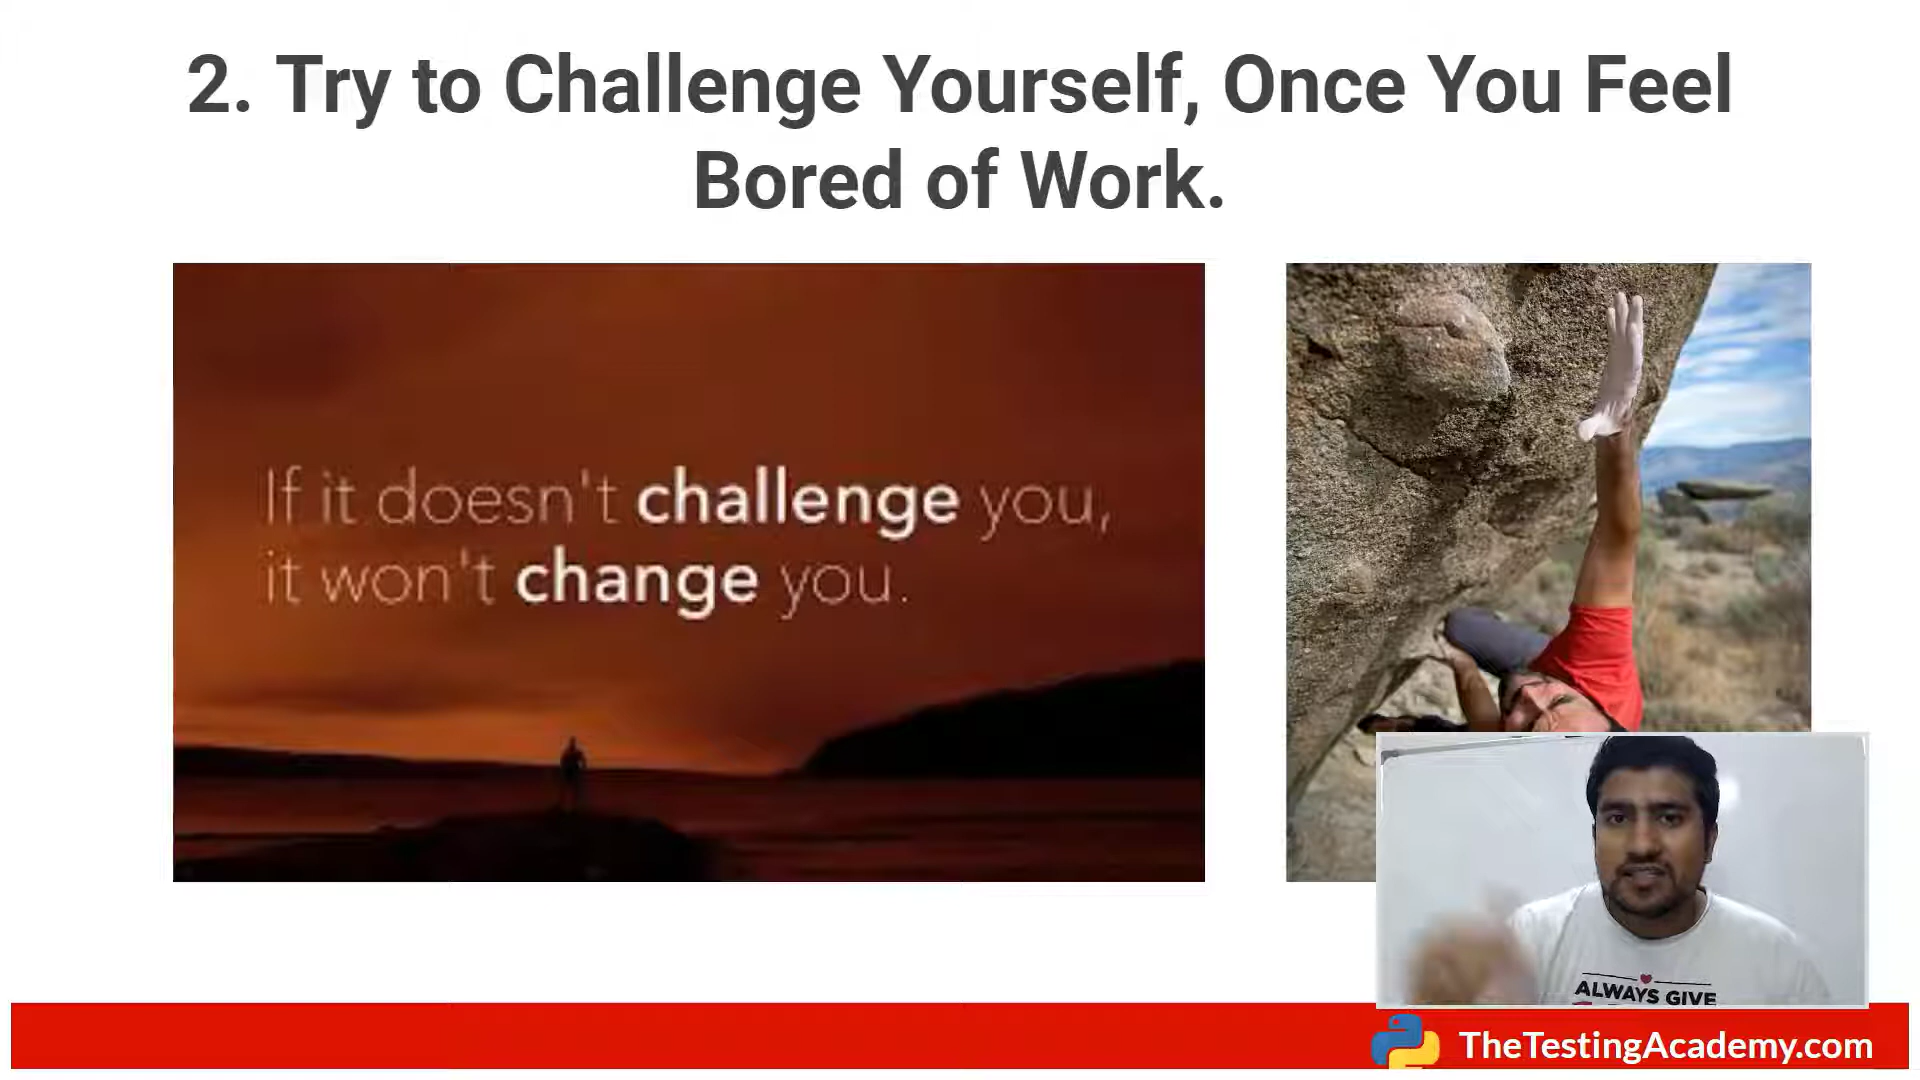 2. Try to Challenge Yourself, Once You Feel
Bored of Work.
If it doesn't challenge you,
it won't change you.
ALWAYS GIVE
TheTestingAcademy.com